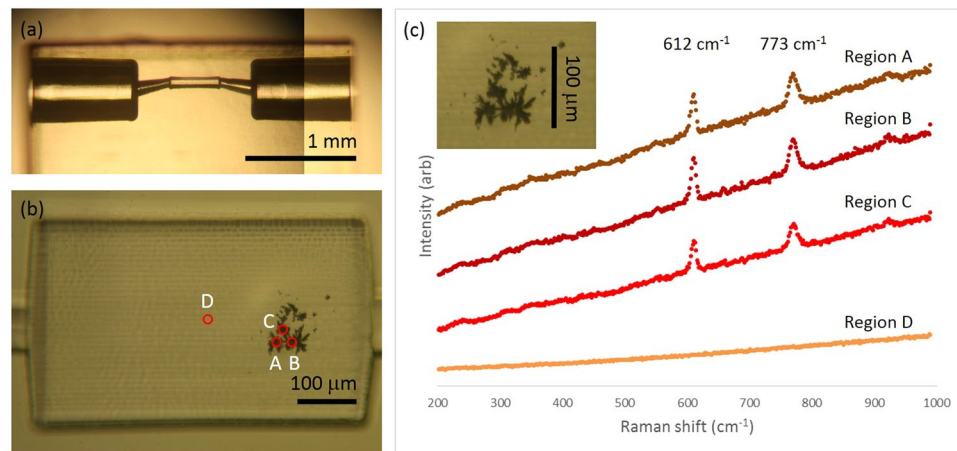 (a)
1 mm
(b)
D
C
A B
100 μm
(c)
100 μm
612 cm⁻¹
773 cm⁻¹
Region A
Region B
Region C
Region D
Intensity (arb)
200 300 400 500 600 700 800 900 1000
Raman shift (cm⁻¹)